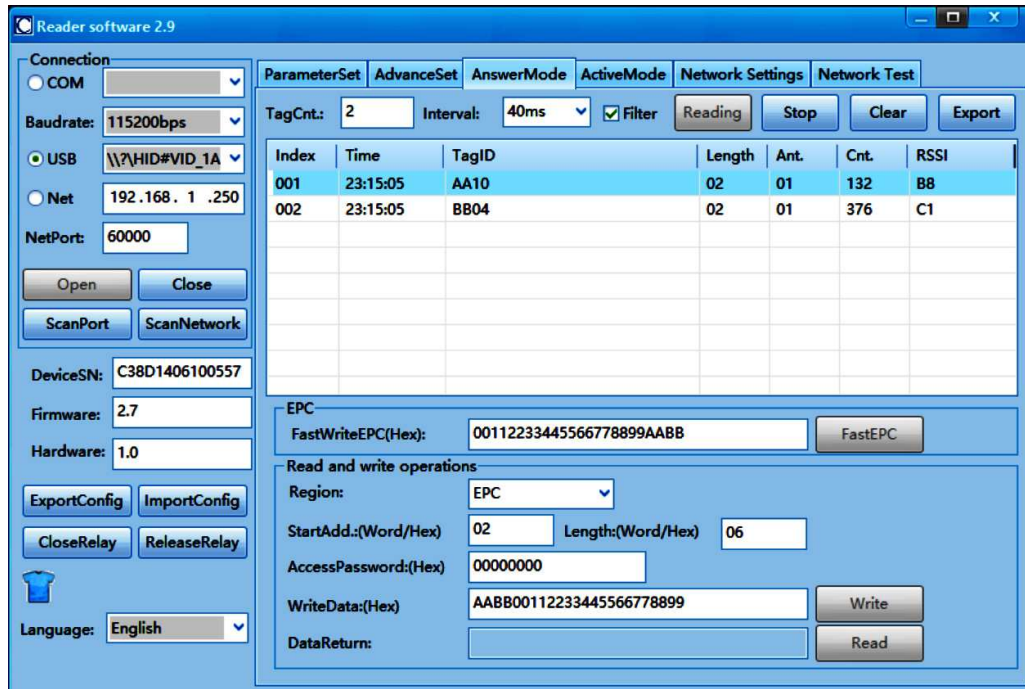 Reader software 2.9
Connection
COM
Baudrate: 115200bps
USB \\?\HID#VID_1A
Net 192.168. 1 .250
NetPort: 60000
Open Close
ScanPort ScanNetwork
DeviceSN: C38D1406100557
Firmware: 2.7
Hardware: 1.0
ExportConfig ImportConfig
CloseRelay ReleaseRelay
Language: English
ParameterSet AdvanceSet AnswerMode ActiveMode Network Settings Network Test
TagCnt.: 2 Interval: 40ms Filter Reading Stop Clear Export
Index Time TagID Length Ant. Cnt. RSSI
001 23:15:05 AA10 02 01 132 B8
002 23:15:05 BB04 02 01 376 C1
EPC
FastWriteEPC(Hex): 00112233445566778899AABB FastEPC
Read and write operations
Region: EPC
StartAdd.:(Word/Hex) 02 Length:(Word/Hex) 06
AccessPassword:(Hex) 00000000
WriteData:(Hex) AABB00112233445566778899 Write
DataReturn: Read